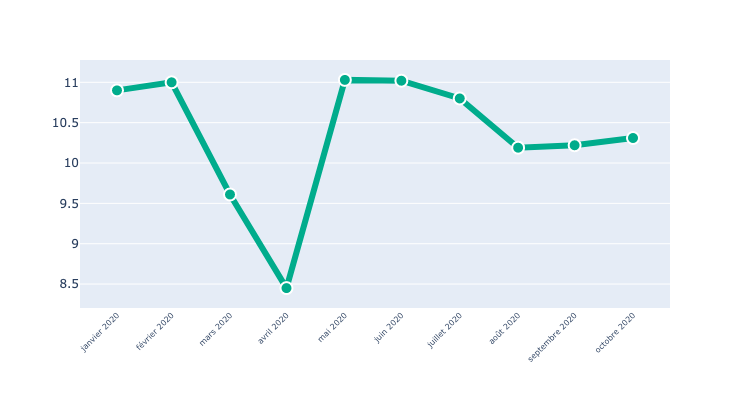 11
10.5
10
9.5
9
8.5
janvier 2020
février 2020
mars 2020
avril 2020
mai 2020
juin 2020
juillet 2020
août 2020
septembre 2020
octobre 2020